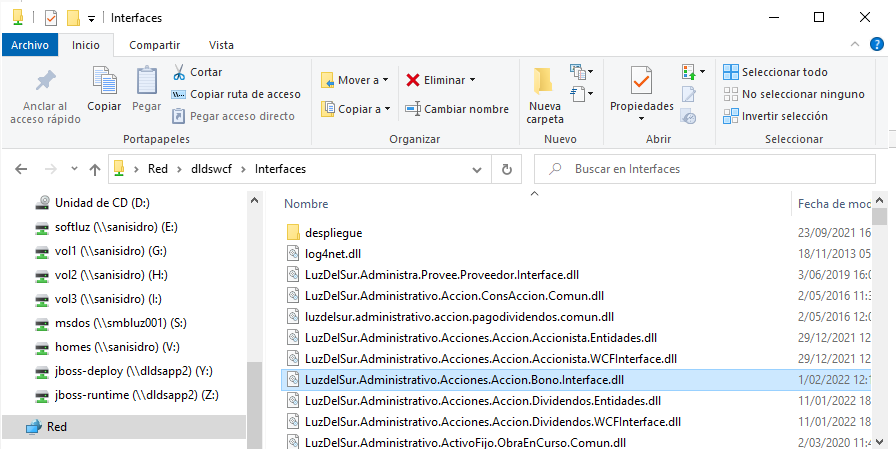 Interfaces
Archivo Inicio Compartir Vista
Anclar al acceso rápido
Copiar
Pegar
Cortar
Copiar ruta de acceso
Pegar acceso directo
Portapapeles
Mover a
Copiar a
Eliminar
Cambiar nombre
Organizar
Nueva carpeta
Nuevo
Propiedades
Abrir
Seleccionar todo
No seleccionar ninguno
Invertir selección
Seleccionar
Red > dldswcf > Interfaces
Buscar en Interfaces
Unidad de CD (D:)
softluz (\\sanisidro) (E:)
vol1 (\\sanisidro) (G:)
vol2 (\\sanisidro) (H:)
vol3 (\\sanisidro) (I:)
msdos (\\smbluz001) (S:)
homes (\\sanisidro) (V:)
jboss-deploy (\\dldsapp2) (Y:)
jboss-runtime (\\dldsapp2) (Z:)
Red
Nombre Fecha de mod
despliegue 23/09/2021 16
log4net.dll 18/11/2013 05
LuzDelSur.Administra.Provee.Proveedor.Interface.dll 3/06/2019 16:0
LuzDelSur.Administrativo.Accion.ConsAccion.Comun.dll 2/05/2016 11:3
luzdelsur.administrativo.accion.pagodividendos.comun.dll 2/05/2016 12:0
LuzDelSur.Administrativo.Acciones.Accion.Accionista.Entidades.dll 29/12/2021 12
LuzDelSur.Administrativo.Acciones.Accion.Accionista.WCFInterface.dll 29/12/2021 12
LuzdelSur.Administrativo.Acciones.Accion.Bono.Interface.dll 1/02/2022 12:1
LuzDelSur.Administrativo.Acciones.Accion.Dividendos.Entidades.dll 11/01/2022 18
LuzDelSur.Administrativo.Acciones.Accion.Dividendos.WCFInterface.dll 11/01/2022 18
LuzDelSur.Administrativo.ActivoFijo.ObraEnCurso.Comun.dll 2/03/2020 11:4